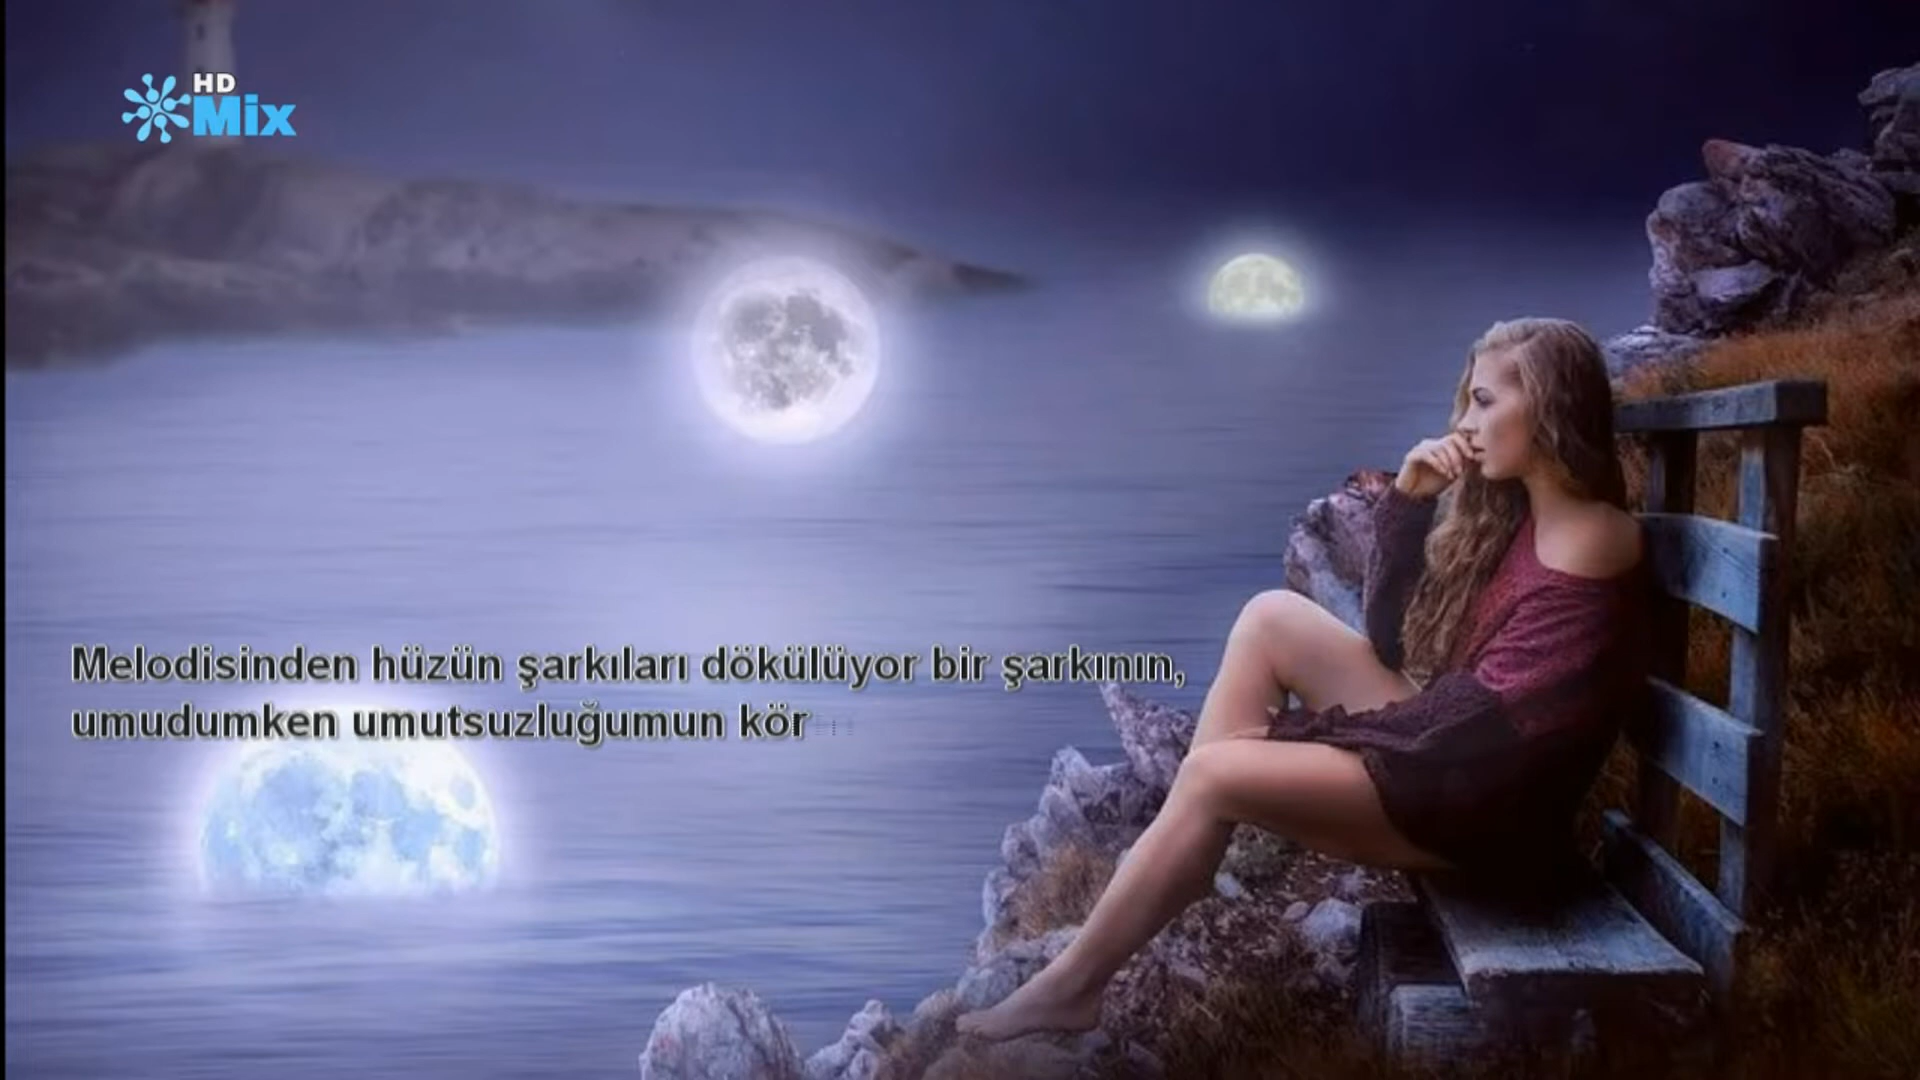 HD
Mix
Melodisinden hüzün şarkıları dökülüyor bir şarkının,
umudumken umutsuzluğumun kör